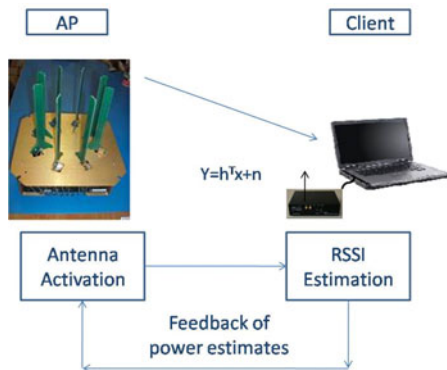 AP
Client
Y=hᵀx+n
Antenna
Activation
RSSI
Estimation
Feedback of
power estimates